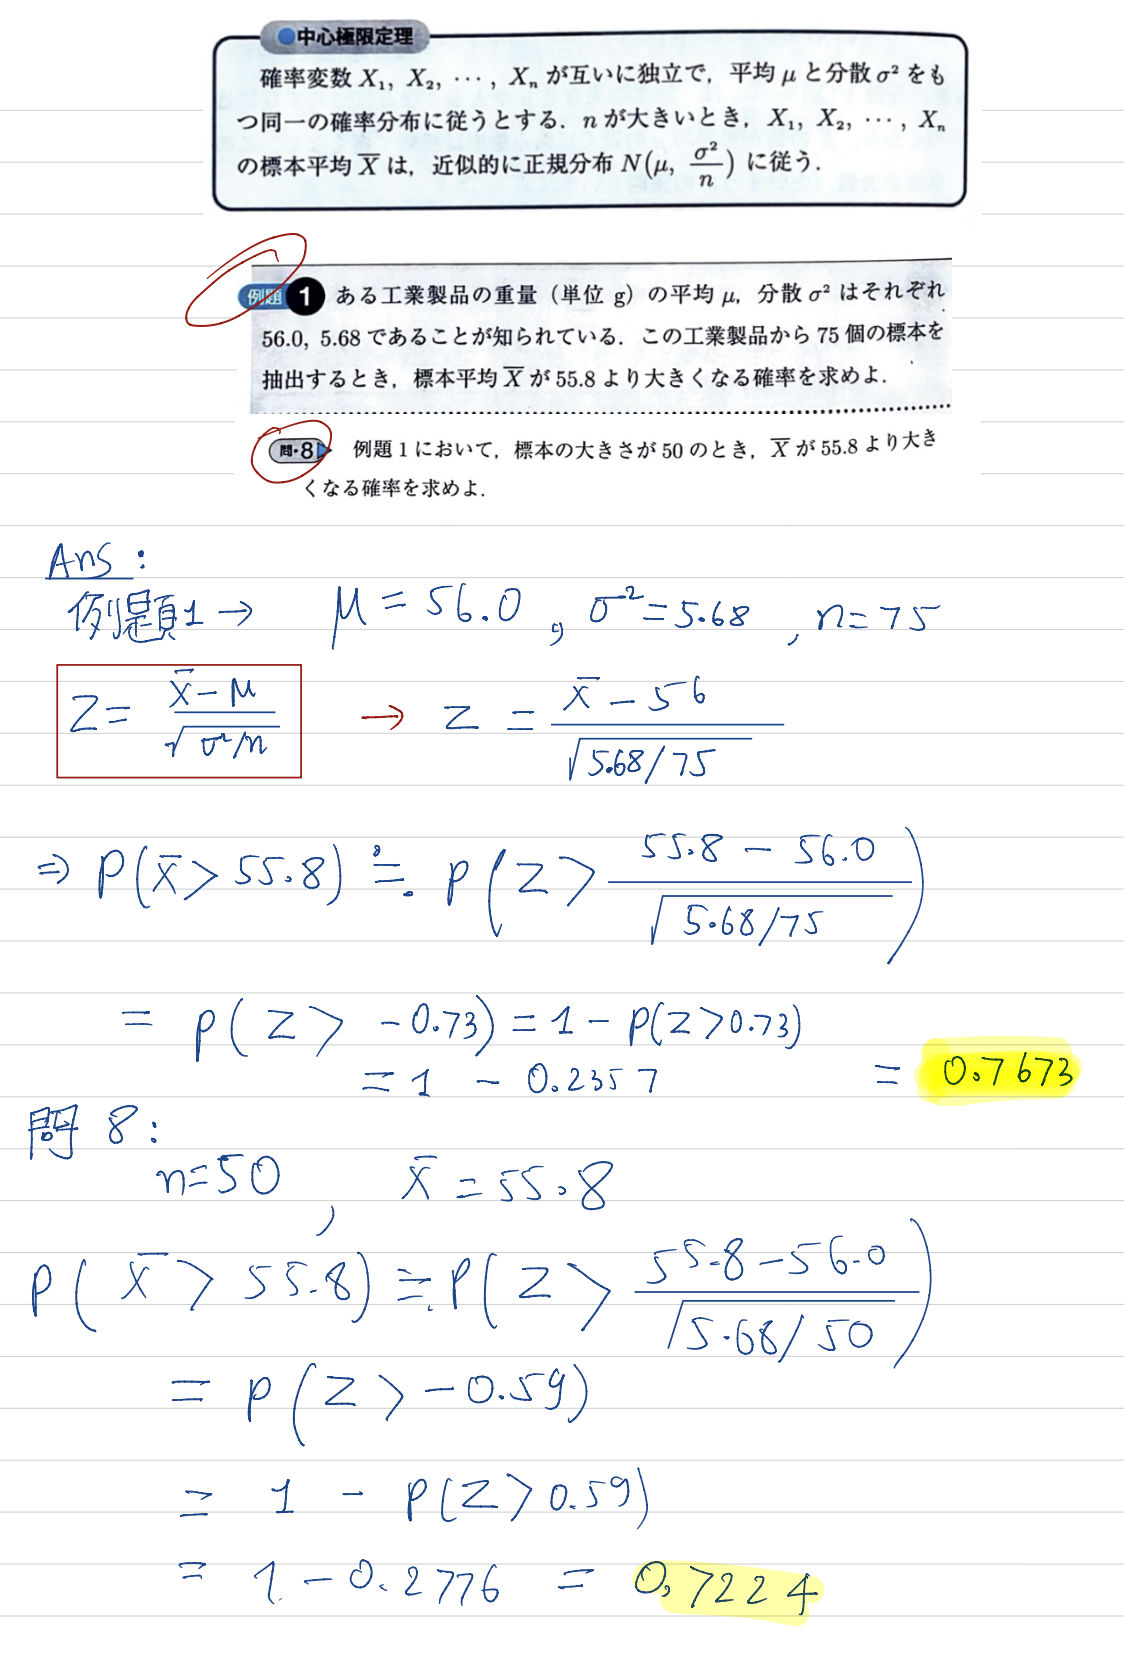 中心極限定理
確率変数 X₁, X₂, ⋯, Xₙ が互いに独立で,平均 μ と分散 σ² をも
つ同一の確率分布に従うとする. n が大きいとき, X₁, X₂, ⋯, Xₙ
の標本平均 X̄ は,近似的に正規分布 N(μ, σ²/n) に従う.
例題 1 ある工業製品の重量(単位 g)の平均 μ, 分散 σ² はそれぞれ
56.0, 5.68 であることが知られている. この工業製品から 75 個の標本を
抽出するとき,標本平均 X̄ が 55.8 より大きくなる確率を求めよ.
問・8 例題 1 において,標本の大きさが 50 のとき, X̄ が 55.8 より大き
くなる確率を求めよ.
Ans :
例題1 → μ = 56.0 , σ² = 5.68 , n = 75
Z = (x̄ − μ)/√(σ²/n) → Z = (x̄ − 56)/√(5.68/75)
⇒ P(x̄ > 55.8) ≒ P(Z > (55.8 − 56.0)/√(5.68/75))
= P(Z > −0.73) = 1 − P(Z > 0.73)
= 1 − 0.2357 = 0.7673
問 8 :
n = 50 , x̄ = 55.8
P(x̄ > 55.8) ≒ P(Z > (55.8 − 56.0)/√(5.68/50))
= P(Z > −0.59)
= 1 − P(Z > 0.59)
= 1 − 0.2776 = 0.7224